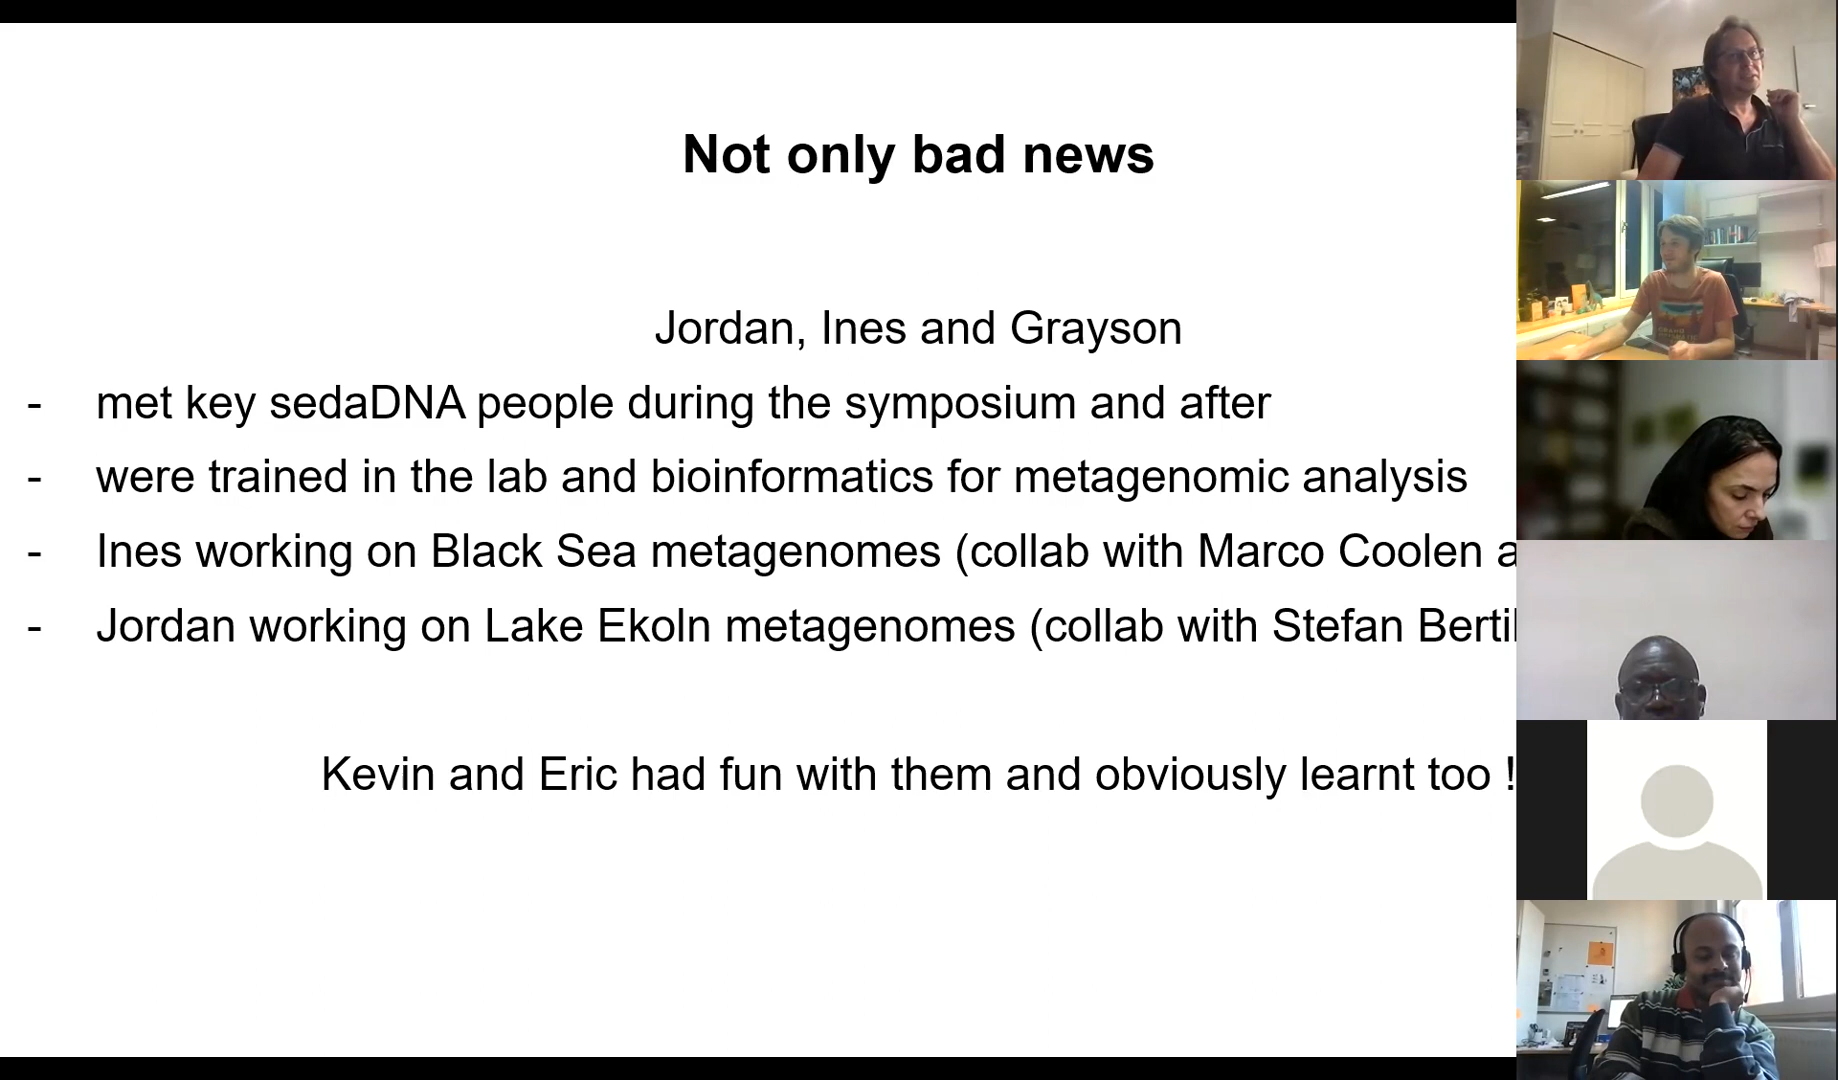 Not only bad news
Jordan, Ines and Grayson
- met key sedaDNA people during the symposium and after
- were trained in the lab and bioinformatics for metagenomic analysis
- Ines working on Black Sea metagenomes (collab with Marco Coolen
- Jordan working on Lake Ekoln metagenomes (collab with Stefan
Kevin and Eric had fun with them and obviously learnt too !